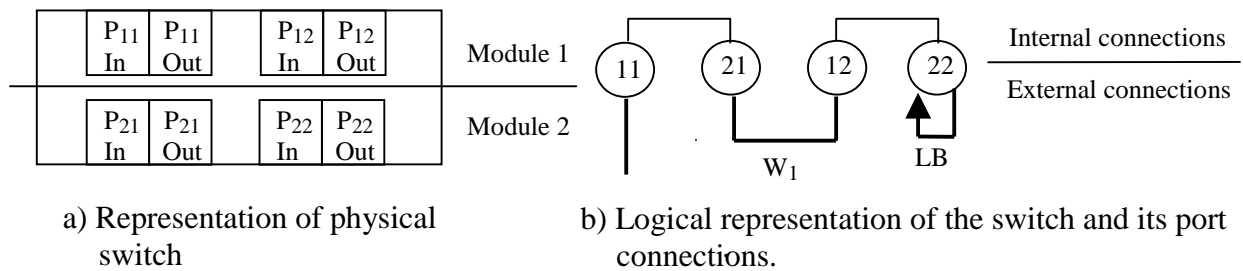 P11 P11 P12 P12
In Out In Out
Module 1
P21 P21 P22 P22
In Out In Out
Module 2
11 21 12 22
Internal connections
External connections
W1
LB
a) Representation of physical
switch
b) Logical representation of the switch and its port
connections.